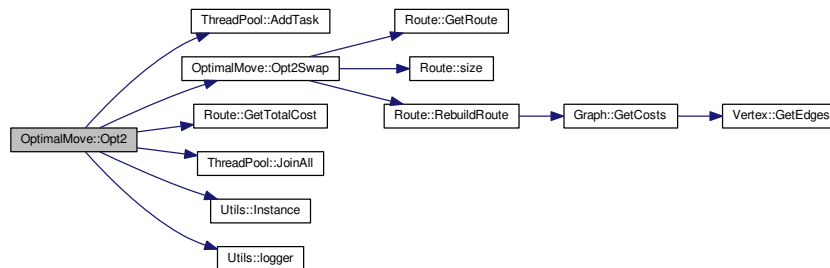 ThreadPool::AddTask
Route::GetRoute
OptimalMove::Opt2Swap
Route::size
Route::GetTotalCost
Route::RebuildRoute
Graph::GetCosts
Vertex::GetEdges
OptimalMove::Opt2
ThreadPool::JoinAll
Utils::Instance
Utils::logger